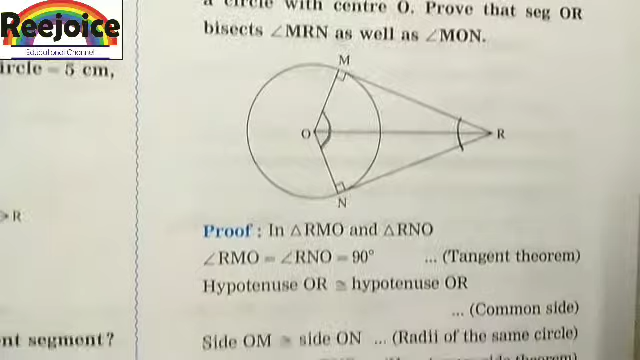 Reejoice
Educational Channel
a circle with centre O. Prove that seg OR
bisects ∠MRN as well as ∠MON.
ircle = 5 cm,
M
O
R
N
R
Proof : In △RMO and △RNO
∠RMO = ∠RNO = 90° ... (Tangent theorem)
Hypotenuse OR ≅ hypotenuse OR
... (Common side)
nt segment?
Side OM ≅ side ON ... (Radii of the same circle)